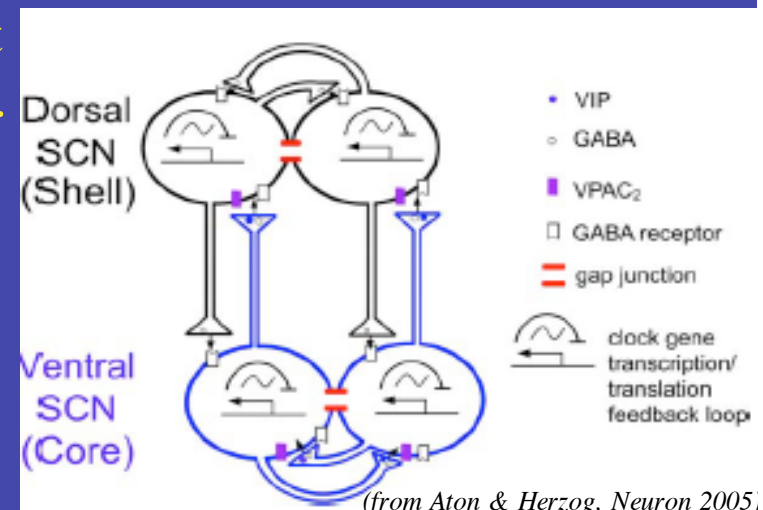 Dorsal
SCN
(Shell)
VIP
GABA
VPAC₂
GABA receptor
gap junction
clock gene
transcription/
translation
feedback loop
Ventral
SCN
(Core)
(from Aton & Herzog, Neuron 2005)